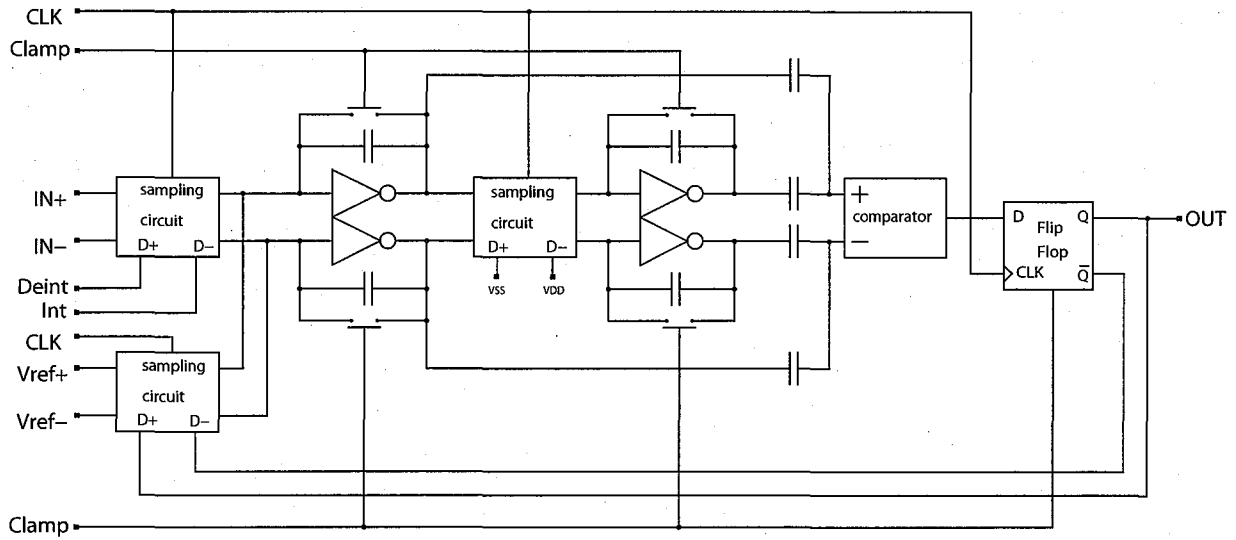 CLK
Clamp
IN+
IN−
sampling
circuit
D+ D−
Deint
Int
CLK
Vref+
Vref−
sampling
circuit
D+ D−
Clamp
sampling
circuit
D+ D−
VSS VDD
+
comparator
−
D Q
Flip
Flop
CLK
Q̅
OUT